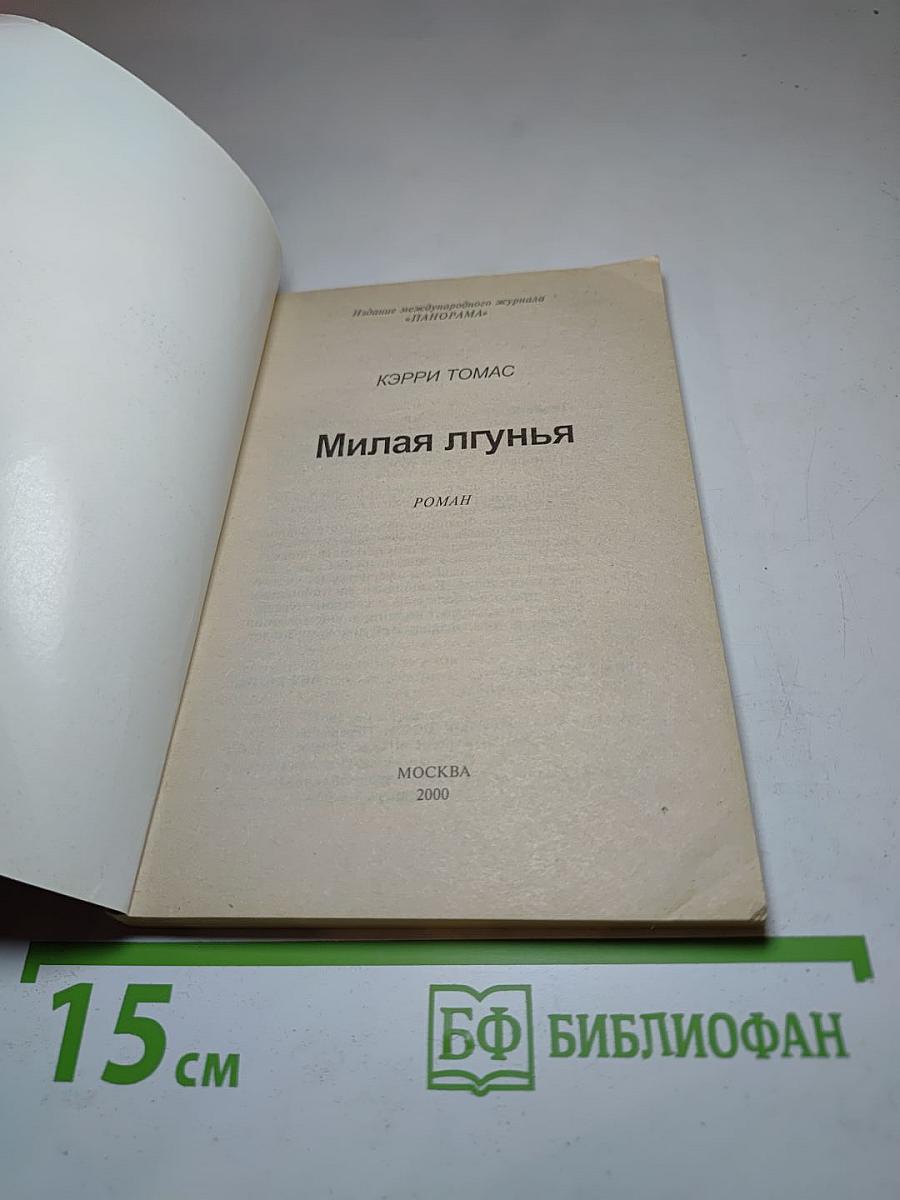 Издание международного журнала
«ПАНОРАМА»
КЭРРИ ТОМАС
Милая лгунья
РОМАН
МОСКВА
2000
15 см
БФ БИБЛИОФАН